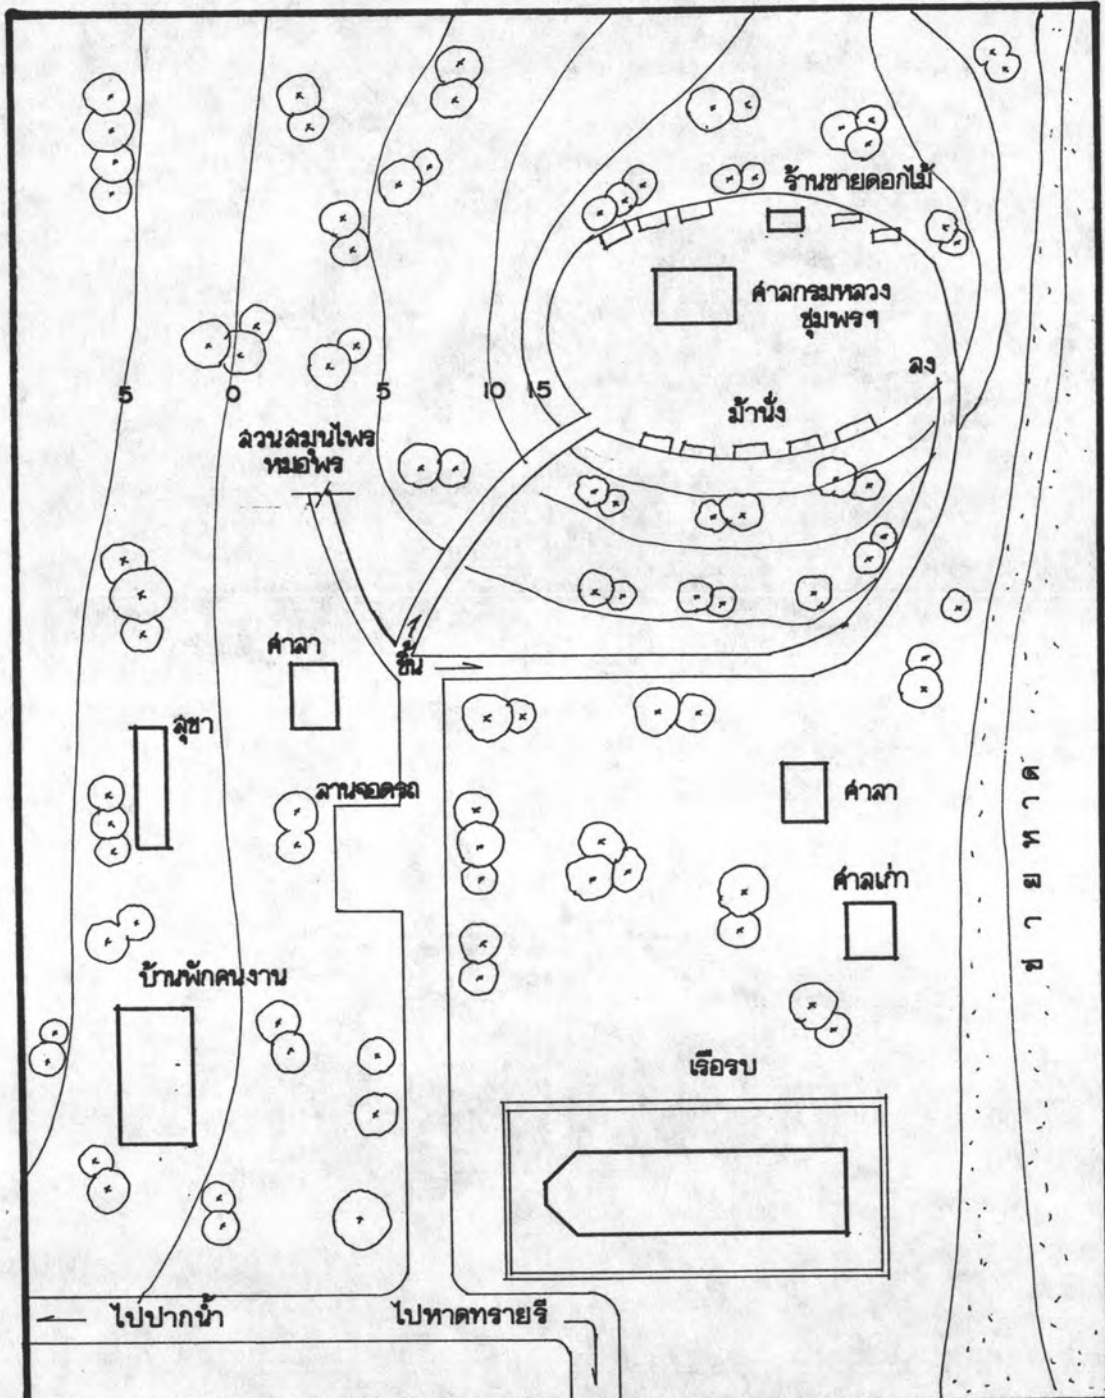 ร้านขายดอกไม้
ศาลกรมหลวง
ชุมพรฯ
ลง
5 0 5 10 15
ม้านั่ง
สวนสมุนไพร
หมอพร
ศาลา
ขึ้น
สุขา
ลานจอดรถ
ศาลา
ศาลเก่า
ชายหาด
บ้านพักคนงาน
เรือรบ
ไปปากน้ำ
ไปหาดทรายรี